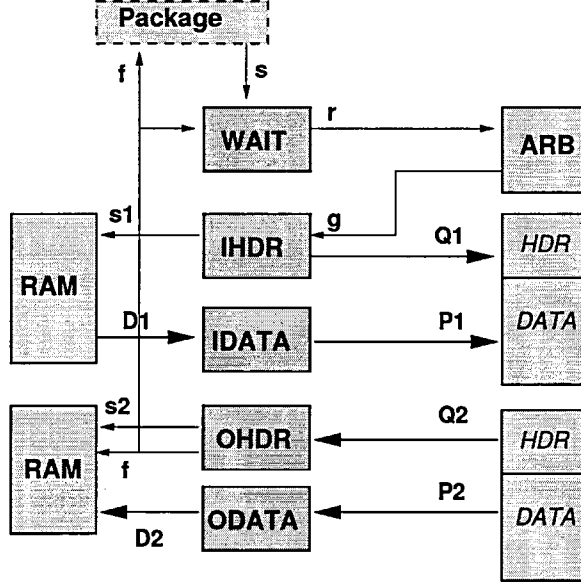 Package
f
s
WAIT
r
ARB
s1
g
Q1
IHDR
HDR
RAM
D1
IDATA
P1
DATA
s2
Q2
OHDR
HDR
RAM
f
P2
ODATA
DATA
D2